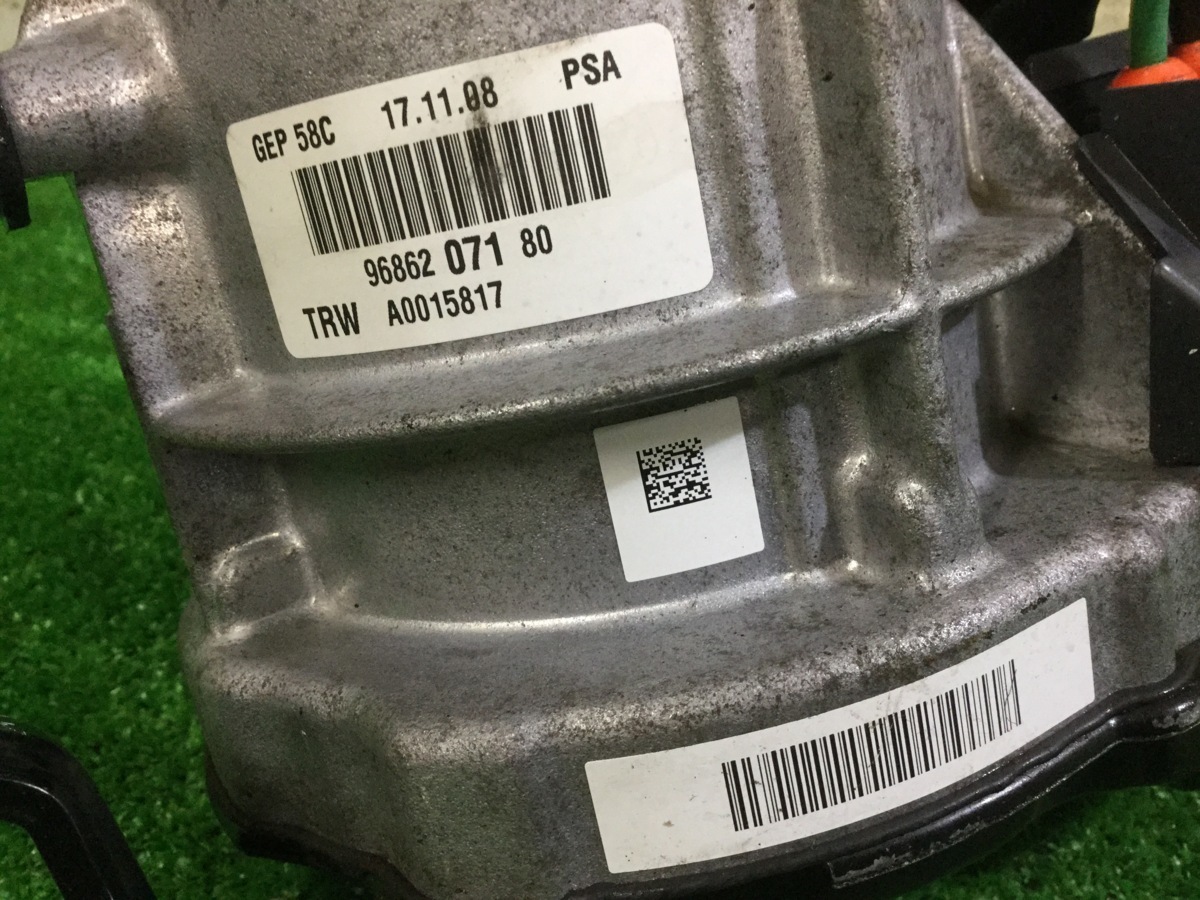 GEP 58C 17.11.08 PSA
96862 071 80
TRW A0015817